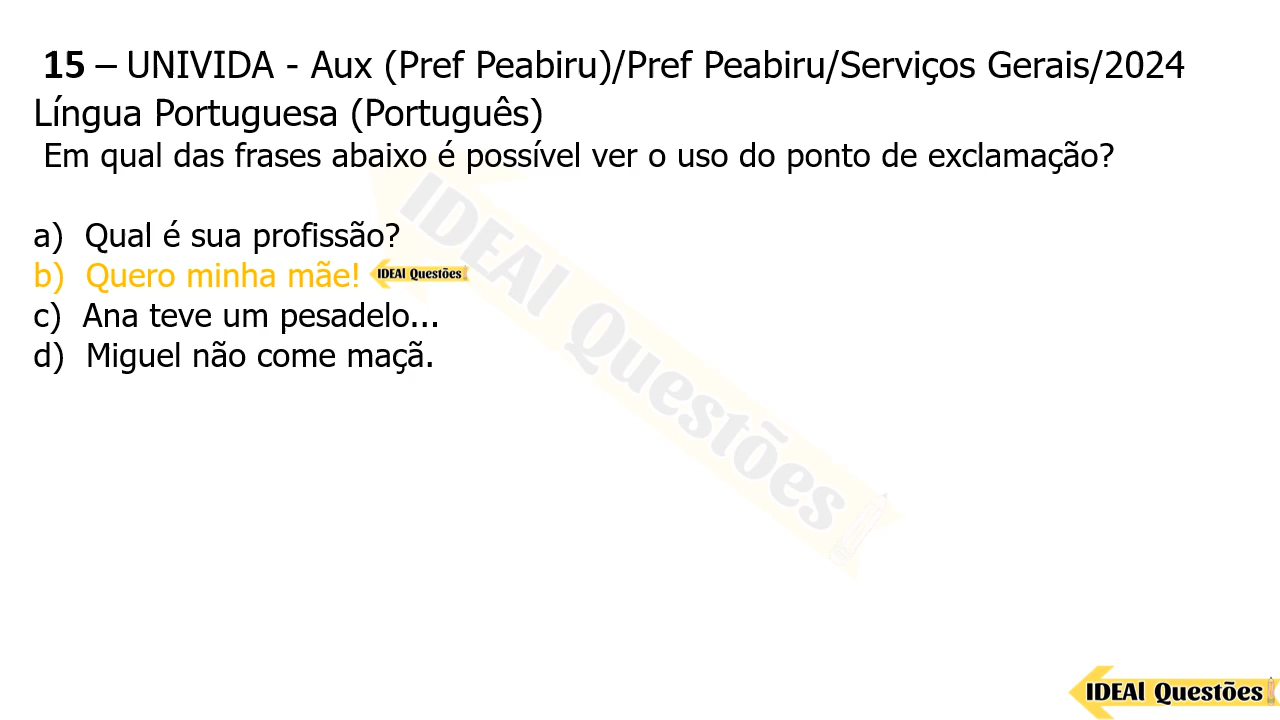 15 – UNIVIDA - Aux (Pref Peabiru)/Pref Peabiru/Serviços Gerais/2024
Língua Portuguesa (Português)
Em qual das frases abaixo é possível ver o uso do ponto de exclamação?
a) Qual é sua profissão?
b) Quero minha mãe! IDEAl Questões
c) Ana teve um pesadelo...
d) Miguel não come maçã.
IDEAl Questões
IDEAl Questões